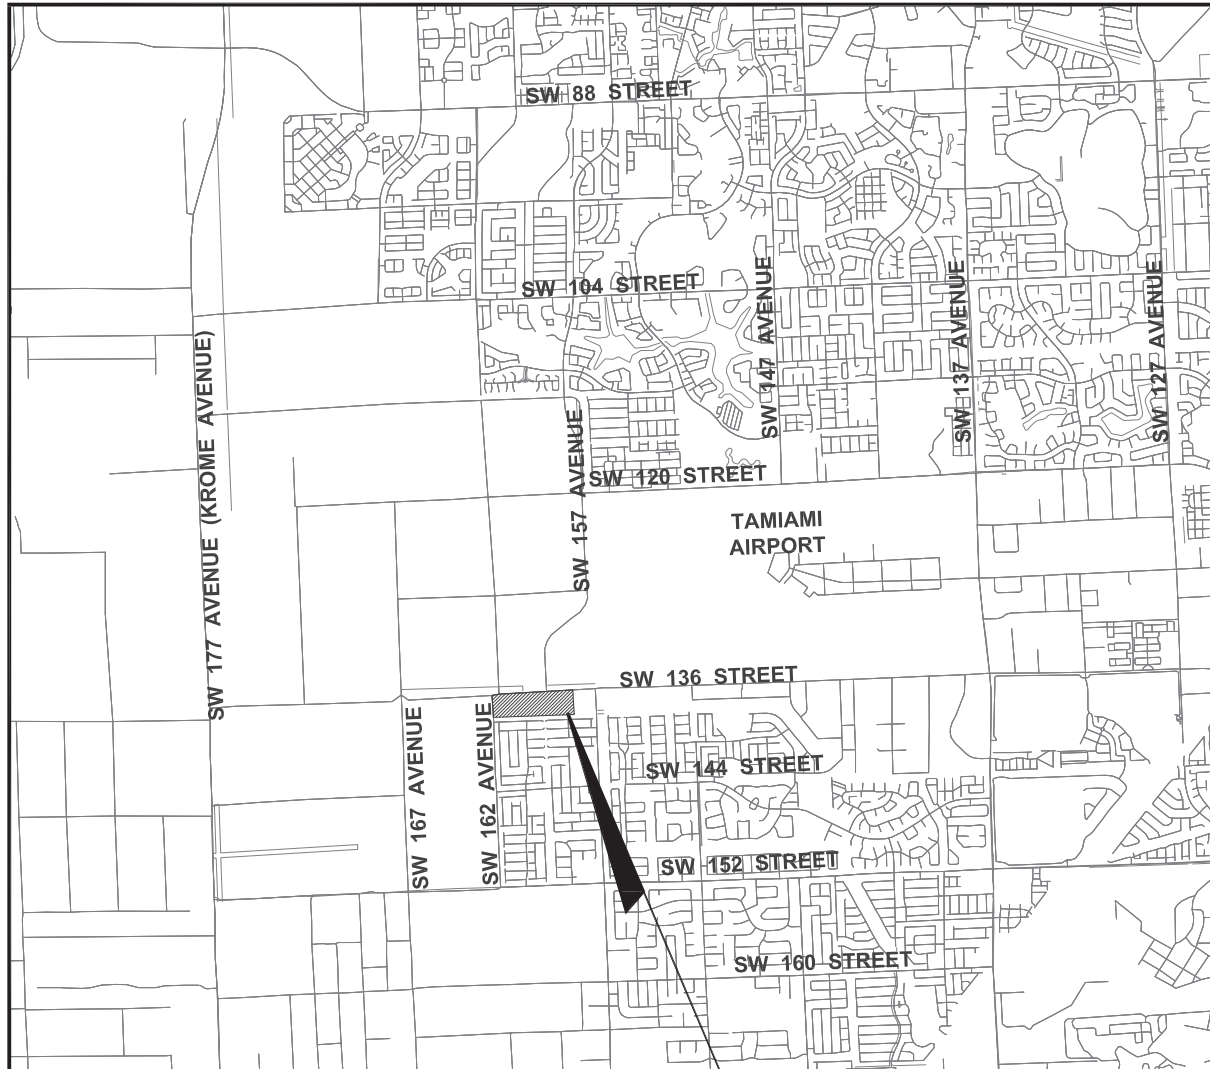 SW 88 STREET
SW 104 STREET
SW 147 AVENUE
SW 137 AVENUE
SW 127 AVENUE
SW 177 AVENUE (KROME AVENUE)
SW 157 AVENUE
SW 120 STREET
TAMIAMI
AIRPORT
SW 136 STREET
SW 167 AVENUE
SW 162 AVENUE
SW 144 STREET
SW 152 STREET
SW 160 STREET